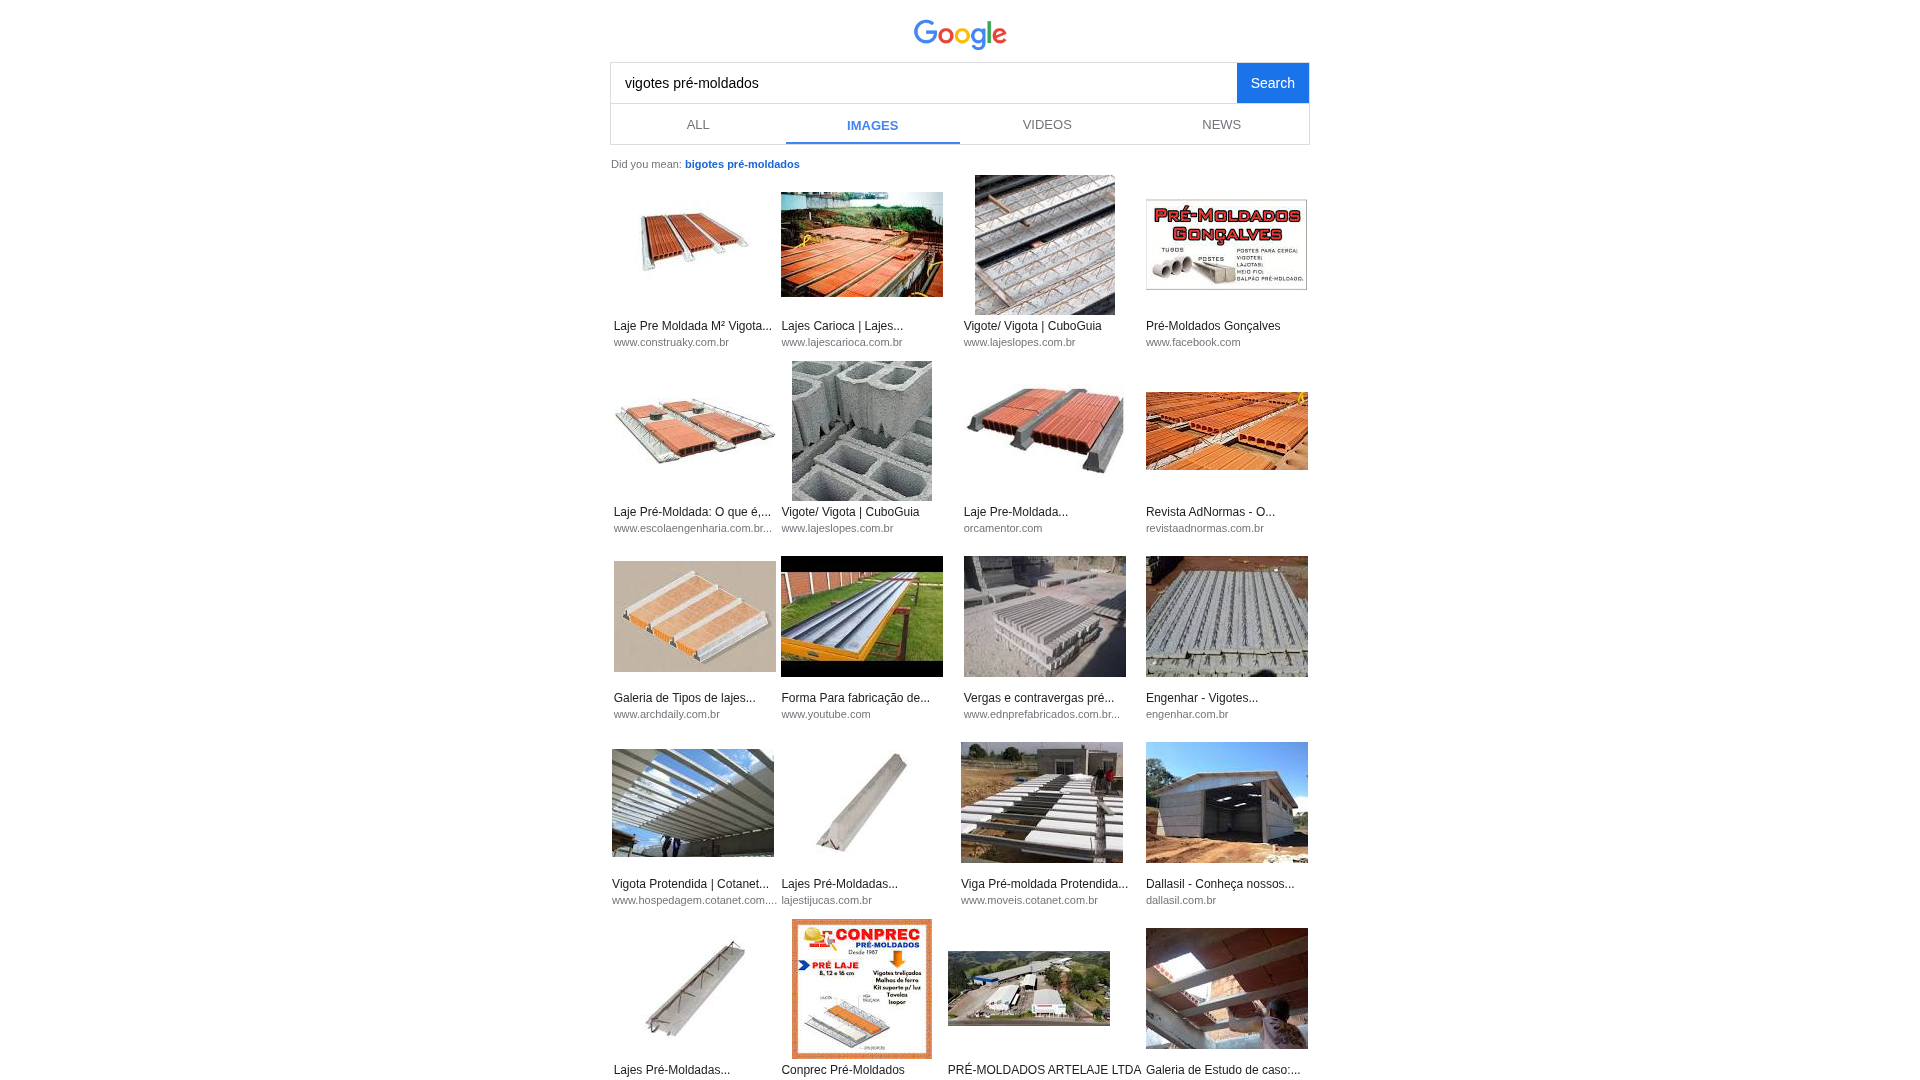 Google
vigotes pré-moldados
Search
ALL
IMAGES
VIDEOS
NEWS
Did you mean: bigotes pré-moldados
PRÉ-MOLDADOS
GONÇALVES
TUBOS
POSTES
POSTES PARA CERCA;
VIGOTES;
LAJOTAS;
MEIO FIO;
GALPÃO PRÉ-MOLDADO.
Laje Pre Moldada M² Vigota...
www.construaky.com.br
Lajes Carioca | Lajes...
www.lajescarioca.com.br
Vigote/ Vigota | CuboGuia
www.lajeslopes.com.br
Pré-Moldados Gonçalves
www.facebook.com
Laje Pré-Moldada: O que é,...
www.escolaengenharia.com.br...
Vigote/ Vigota | CuboGuia
www.lajeslopes.com.br
Laje Pre-Moldada...
orcamentor.com
Revista AdNormas - O...
revistaadnormas.com.br
Galeria de Tipos de lajes...
www.archdaily.com.br
Forma Para fabricação de...
www.youtube.com
Vergas e contravergas pré...
www.ednprefabricados.com.br...
Engenhar - Vigotes...
engenhar.com.br
Vigota Protendida | Cotanet...
www.hospedagem.cotanet.com....
Lajes Pré-Moldadas...
lajestijucas.com.br
Viga Pré-moldada Protendida...
www.moveis.cotanet.com.br
Dallasil - Conheça nossos...
dallasil.com.br
CONPREC
PRÉ-MOLDADOS
Desde 1987
PRÉ LAJE
8, 12 e 16 cm
Vigotes treliçados
Malhas de ferro
Kit suporte p/ luz
Tavelas
Isopor
Lajes Pré-Moldadas...
Conprec Pré-Moldados
PRÉ-MOLDADOS ARTELAJE LTDA
Galeria de Estudo de caso:...